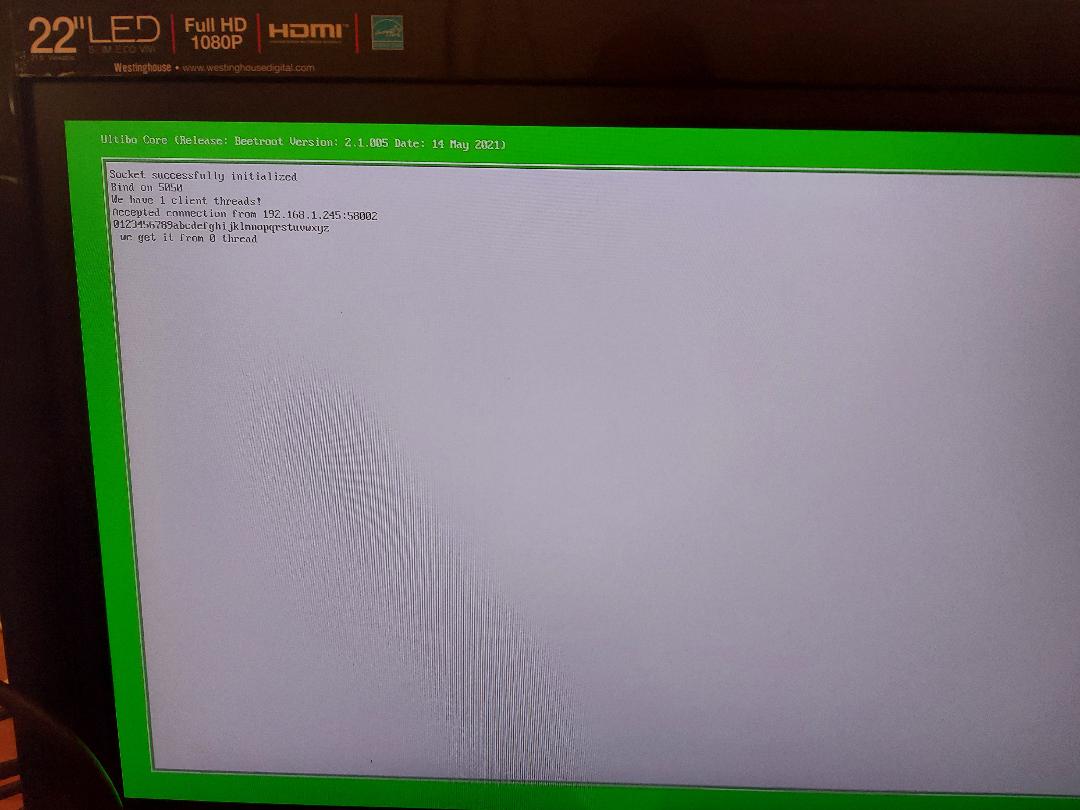 22"LED
Full HD
1080P
HDMI
Westinghouse • www.westinghousedigital.com
Ultibo Core (Release: Beetroot Version: 2.1.005 Date: 14 May 2021)
Socket successfully initialized
Bind on 5050
We have 1 client threads!
Accepted connection from 192.168.1.245:58002
0123456789abcdefghijklmnopqrstuvwxyz
we get it from 0 thread